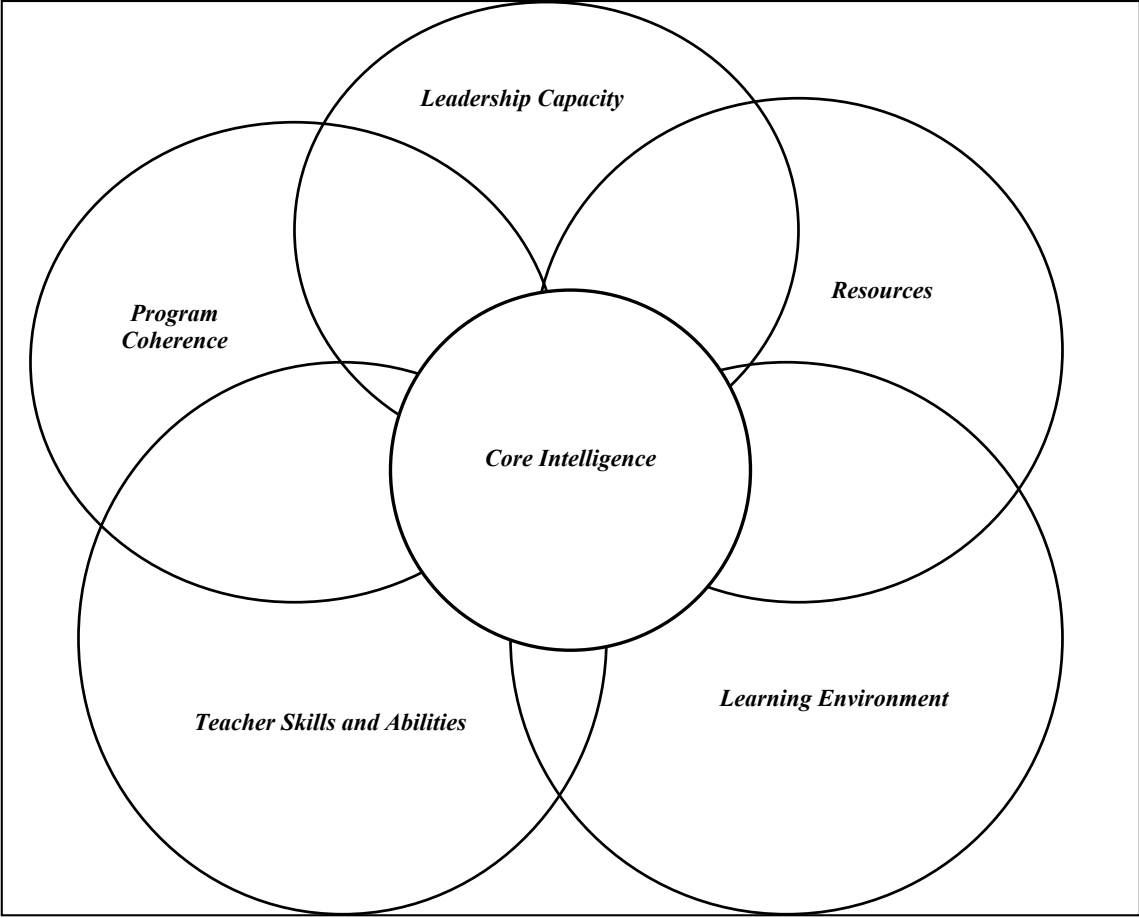 Leadership Capacity
Resources
Program
Coherence
Core Intelligence
Learning Environment
Teacher Skills and Abilities